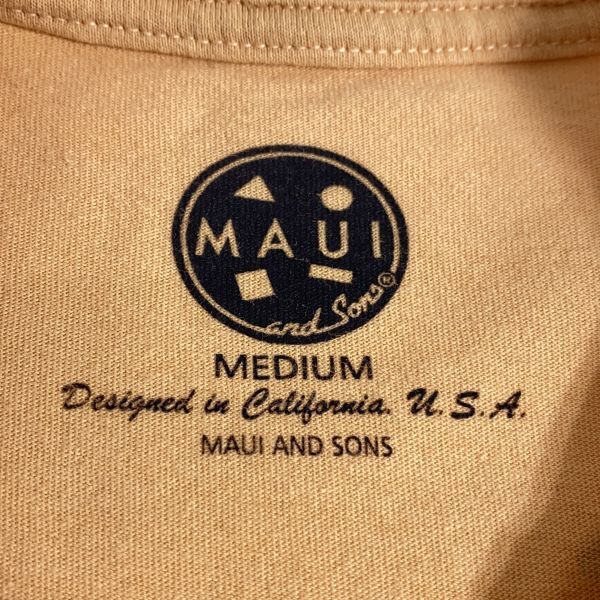 MAUI
and Sons®
MEDIUM
Designed in California. U.S.A.
MAUI AND SONS